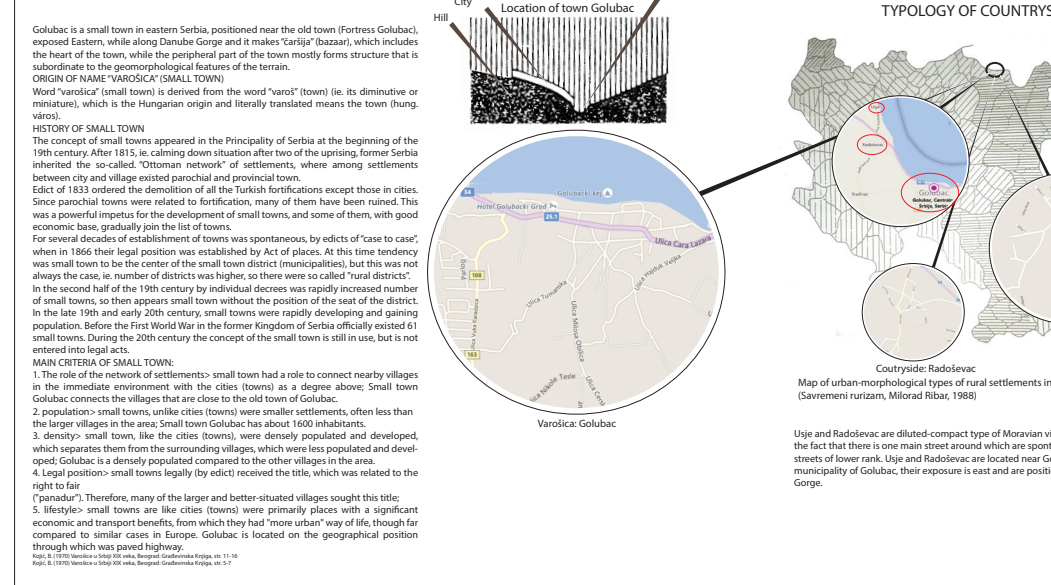 Golubac is a small town in eastern Serbia, positioned near the old town (Fortress Golubac),
exposed Eastern, while along Danube Gorge and it makes “čaršija” (bazaar), which includes
the heart of the town, while the peripheral part of the town mostly forms structure that is
subordinate to the geomorphological features of the terrain.
ORIGIN OF NAME “VAROŠICA” (SMALL TOWN)
Word “varošica” (small town) is derived from the word “varoš” (town) (ie. its diminutive or
miniature), which is the Hungarian origin and literally translated means the town (hung.
város).
HISTORY OF SMALL TOWN
The concept of small towns appeared in the Principality of Serbia at the beginning of the
19th century. After 1815, ie. calming down situation after two of the uprising, former Serbia
inherited the so-called. “Ottoman network” of settlements, where among settlements
between city and village existed parochial and provincial town.
Edict of 1833 ordered the demolition of all the Turkish fortifications except those in cities.
Since parochial towns were related to fortification, many of them have been ruined. This
was a powerful impetus for the development of small towns, and some of them, with good
economic base, gradually join the list of towns.
For several decades of establishment of towns was spontaneous, by edicts of “case to case”,
when in 1866 their legal position was established by Act of places. At this time tendency
was small town to be the center of the small town district (municipalities), but this was not
always the case, ie. number of districts was higher, so there were so called "rural districts".
In the second half of the 19th century by individual decrees was rapidly increased number
of small towns, so then appears small town without the position of the seat of the district.
In the late 19th and early 20th century, small towns were rapidly developing and gaining
population. Before the First World War in the former Kingdom of Serbia officially existed 61
small towns. During the 20th century the concept of the small town is still in use, but is not
entered into legal acts.
MAIN CRITERIA OF SMALL TOWN:
1. The role of the network of settlements> small town had a role to connect nearby villages
in the immediate environment with the cities (towns) as a degree above; Small town
Golubac connects the villages that are close to the old town of Golubac.
2. population> small towns, unlike cities (towns) were smaller settlements, often less than
the larger villages in the area; Small town Golubac has about 1600 inhabitants.
3. density> small town, like the cities (towns), were densely populated and developed,
which separates them from the surrounding villages, which were less populated and devel-
oped; Golubac is a densely populated compared to the other villages in the area.
4. Legal position> small towns legally (by edict) received the title, which was related to the
right to fair
("panadur"). Therefore, many of the larger and better-situated villages sought this title;
5. lifestyle> small towns are like cities (towns) were primarily places with a significant
economic and transport benefits, from which they had "more urban" way of life, though far
compared to similar cases in Europe. Golubac is located on the geographical position
through which was paved highway.
Kojić, B. (1970) Varošice u Srbiji XIX veka, Beograd: Građevinska Knjiga, str. 11-16
Kojić, B. (1970) Varošice u Srbiji XIX veka, Beograd: Građevinska Knjiga, str. 5-7
City
Hill
Location of town Golubac
34
Golubački kej
Hotel Golubački Grad
25.1
Ulica Cara Lazara
Parlog
108
Ulica Hajduk Veljka
Ulica Tumanska
Ulica Vuka Karadzica
Ulica Milosa Obilica
163
lica Nikole Tesle
Ulica Cersk
Varošica: Golubac
TYPOLOGY OF COUNTRYS
Usje
Radoševac
Golubac
Golubac, Centraln
Srbija, Serbi
Coutryside: Radoševac
Map of urban-morphological types of rural settlements in
(Savremeni rurizam, Milorad Ribar, 1988)
Usje and Radoševac are diluted-compact type of Moravian vi
the fact that there is one main street around which are spont
streets of lower rank. Usje and Radoševac are located near G
municipality of Golubac, their exposure is east and are positi
Gorge.